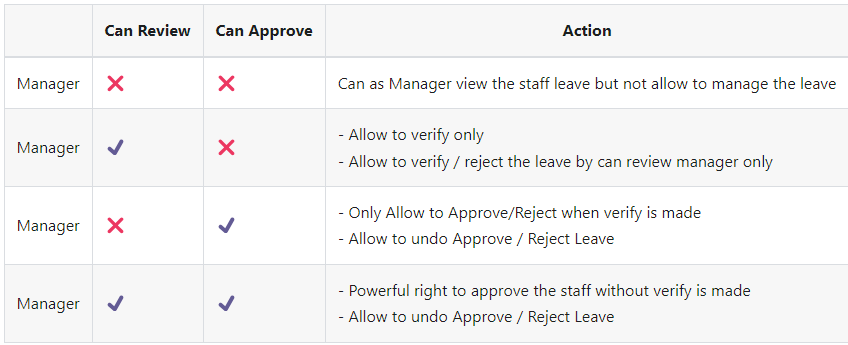 Can Review Can Approve Action
Manager ❌ ❌ Can as Manager view the staff leave but not allow to manage the leave
Manager ✔ ❌ - Allow to verify only
- Allow to verify / reject the leave by can review manager only
Manager ❌ ✔ - Only Allow to Approve/Reject when verify is made
- Allow to undo Approve / Reject Leave
Manager ✔ ✔ - Powerful right to approve the staff without verify is made
- Allow to undo Approve / Reject Leave